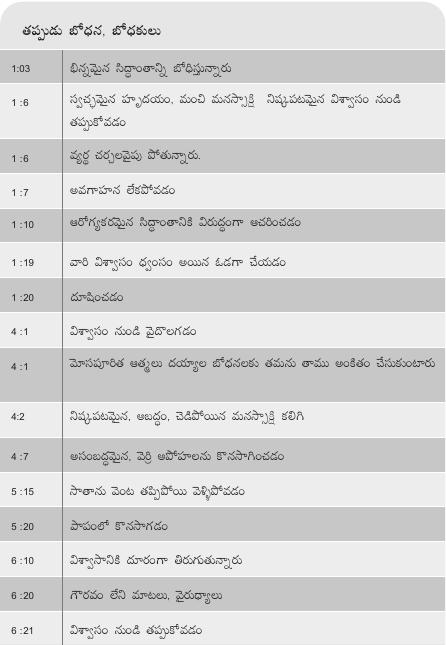 తప్పుడు బోధన, బోధకులు
1:03 భిన్నమైన సిద్ధాంతాన్ని బోధిస్తున్నారు
1 :6 స్వచ్ఛమైన హృదయం, మంచి మనస్సాక్షి నిష్కపటమైన విశ్వాసం నుండి
తప్పుకోవడం
1 :6 వ్యర్థ చర్చలవైపు పోతున్నారు.
1 :7 అవగాహన లేకపోవడం
1 :10 ఆరోగ్యకరమైన సిద్ధాంతానికి విరుద్ధంగా ఆచరించడం
1 :19 వారి విశ్వాసం ధ్వంసం అయిన ఓడగా చేయడం
1 :20 దూషించడం
4 :1 విశ్వాసం నుండి వైదొలగడం
4 :1 మోసపూరిత ఆత్మలు దయ్యాల బోధనలకు తమను తాము అంకితం చేసుకుంటారు
4:2 నిష్కపటమైన, అబద్ధం, చెడిపోయిన మనస్సాక్షి కలిగి
4 :7 అసంబద్ధమైన, వెర్రి అపోహలను కొనసాగించడం
5 :15 సాతాను వెంట తప్పిపోయి వెళ్ళిపోవడం
5 :20 పాపంలో కొనసాగడం
6 :10 విశ్వాసానికి దూరంగా తిరుగుతున్నారు
6 :20 గౌరవం లేని మాటలు, వైరుధ్యాలు
6 :21 విశ్వాసం నుండి తప్పుకోవడం